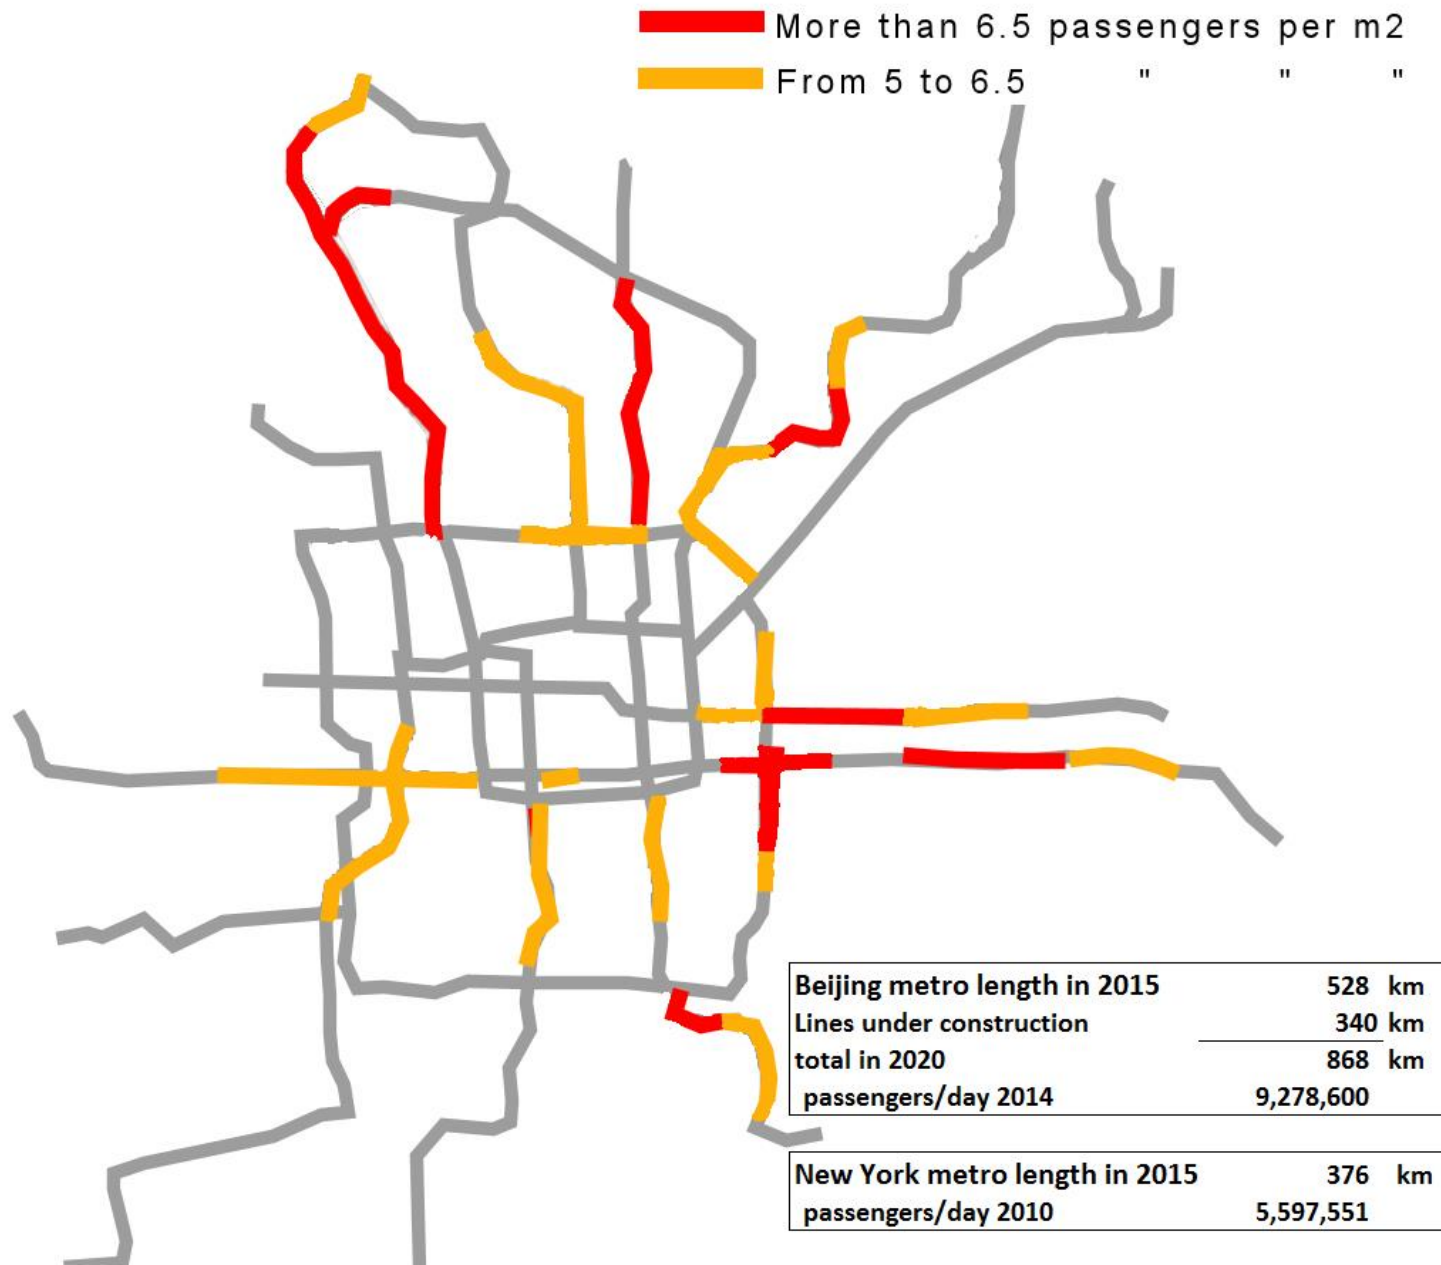 More than 6.5 passengers per m2
From 5 to 6.5 " " "
Beijing metro length in 2015 528 km
Lines under construction 340 km
total in 2020 868 km
passengers/day 2014 9,278,600
New York metro length in 2015 376 km
passengers/day 2010 5,597,551